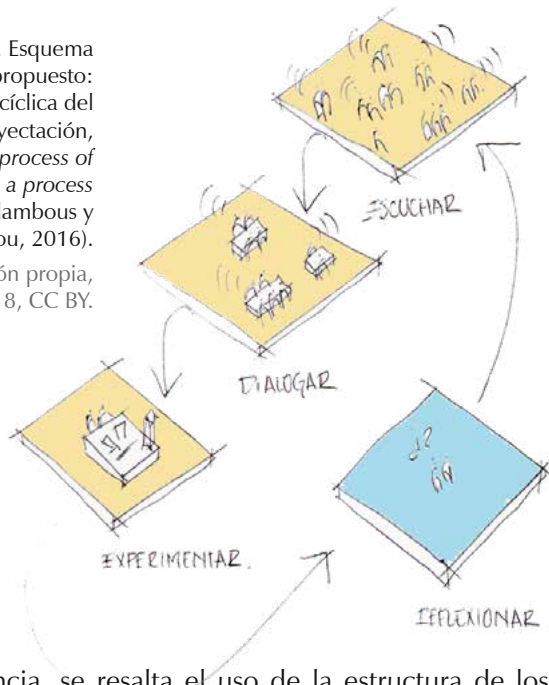 . Esquema
propuesto:
cíclica del
yectación,
process of
a process
lambous y
ou, 2016).
ón propia,
8, CC BY.
ESCUCHAR
DIALOGAR
EXPERIMENTAR.
REFLEXIONAR
ncia, se resalta el uso de la estructura de los